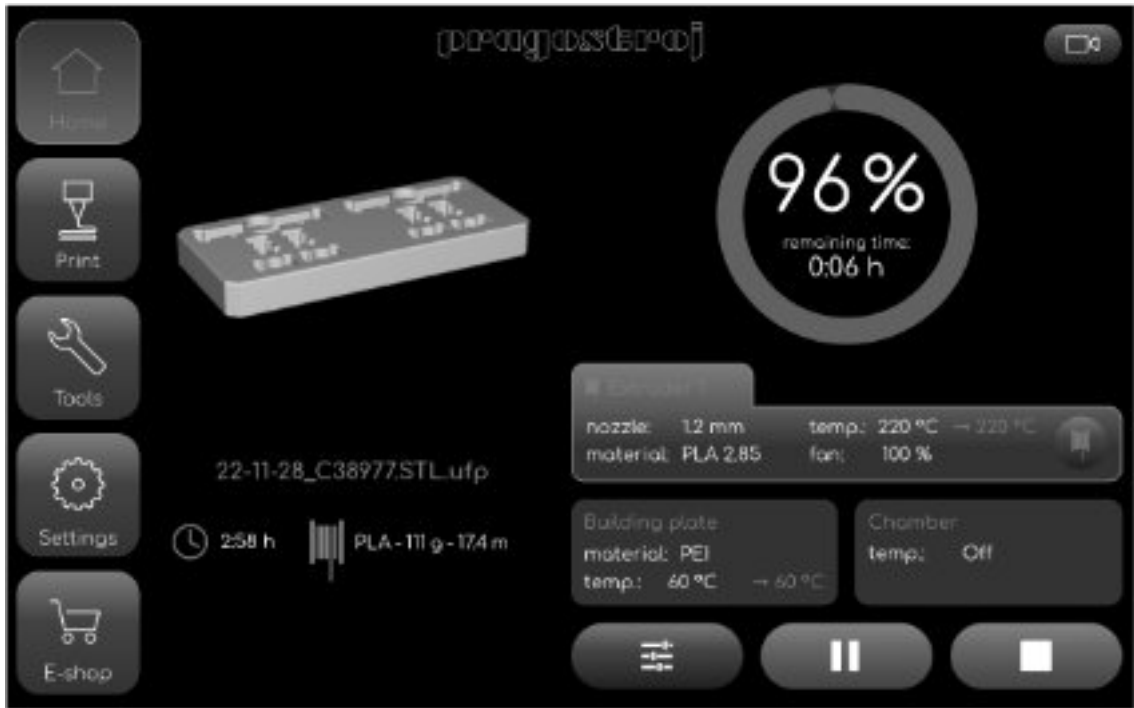 pragostroj
Home
Print
Tools
Settings
E-shop
96%
remaining time:
0:06 h
22-11-28_C38977.STL.ufp
2:58 h
PLA - 111 g - 17.4 m
Extruder 1
nozzle: 1.2 mm temp.: 220 °C → 220 °C
material: PLA 2.85 fan: 100 %
Building plate
material: PEI
temp.: 60 °C → 60 °C
Chamber
temp.: Off